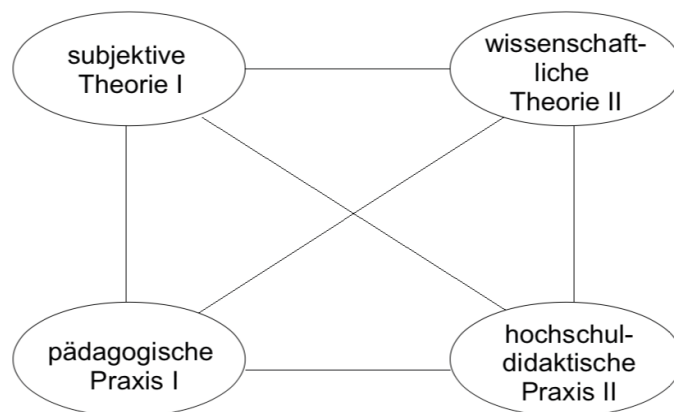 subjektive
Theorie I
wissenschaft-
liche
Theorie II
pädagogische
Praxis I
hochschul-
didaktische
Praxis II